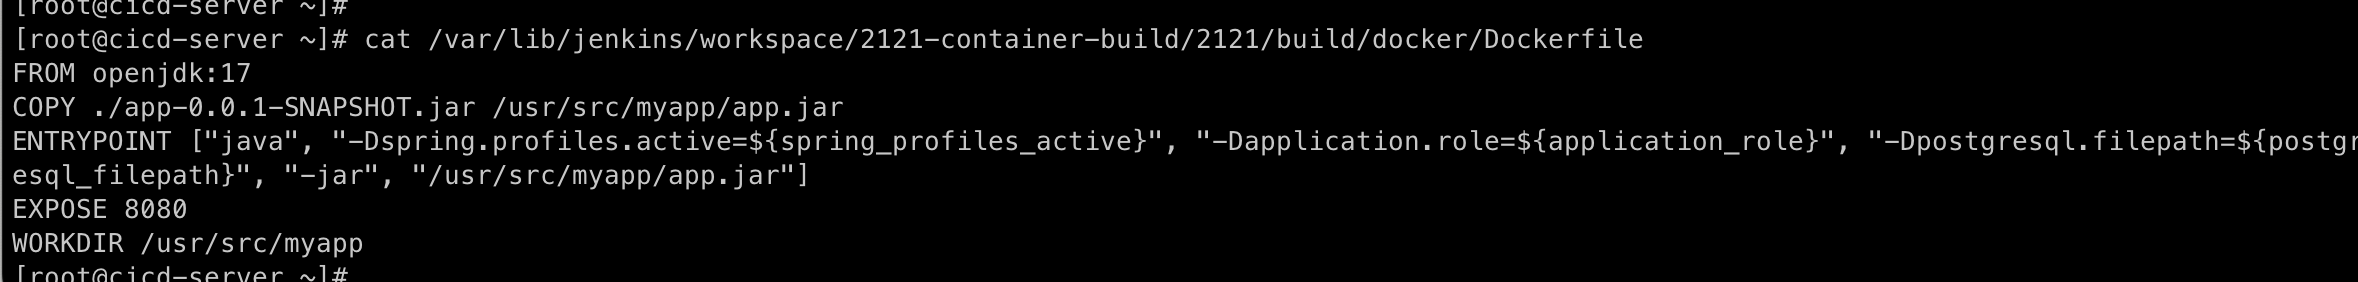 [root@cicd-server ~]#
[root@cicd-server ~]# cat /var/lib/jenkins/workspace/2121-container-build/2121/build/docker/Dockerfile
FROM openjdk:17
COPY ./app-0.0.1-SNAPSHOT.jar /usr/src/myapp/app.jar
ENTRYPOINT ["java", "-Dspring.profiles.active=${spring_profiles_active}", "-Dapplication.role=${application_role}", "-Dpostgresql.filepath=${postgr
esql_filepath}", "-jar", "/usr/src/myapp/app.jar"]
EXPOSE 8080
WORKDIR /usr/src/myapp
[root@cicd-server ~]#